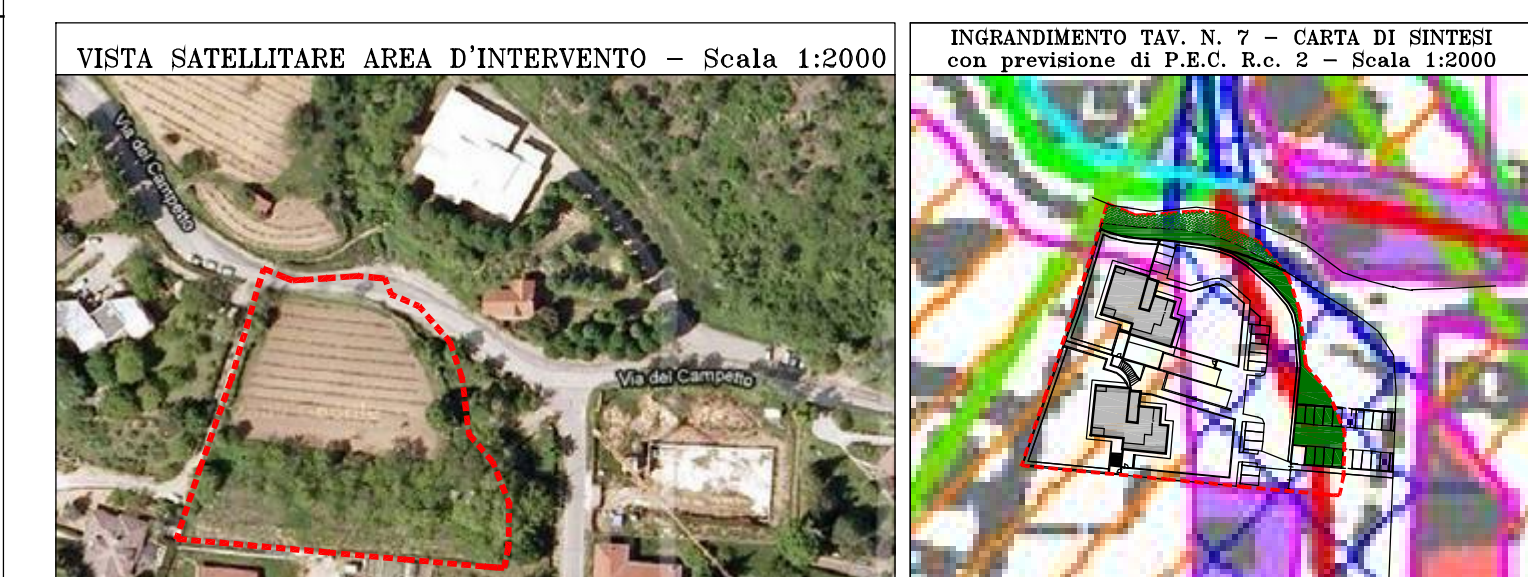 VISTA SATELLITARE AREA D'INTERVENTO – Scala 1:2000
INGRANDIMENTO TAV. N. 7 – CARTA DI SINTESI
con previsione di P.E.C. R.c. 2 – Scala 1:2000
Via del Campetto
Via del Campetto